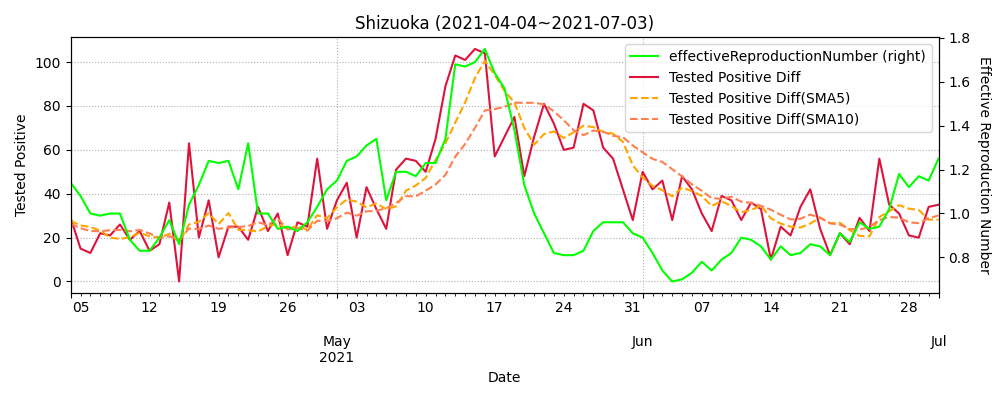 Shizuoka (2021-04-04~2021-07-03)
effectiveReproductionNumber (right)
Tested Positive Diff
Tested Positive Diff(SMA5)
Tested Positive Diff(SMA10)
Tested Positive
100
80
60
40
20
0
1.8
1.6
1.4
1.2
1.0
0.8
Effective Reproduction Number
05 12 19 26 03 10 17 24 31 07 14 21 28
May Jun Jul
2021
Date